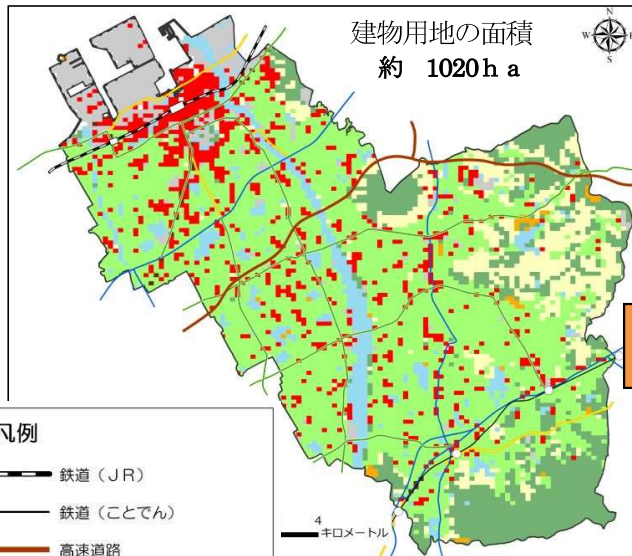 建物用地の面積
約 1020ha
N
W
S
凡例
鉄道（JR）
鉄道（ことでん）
高速道路
4
キロメートル